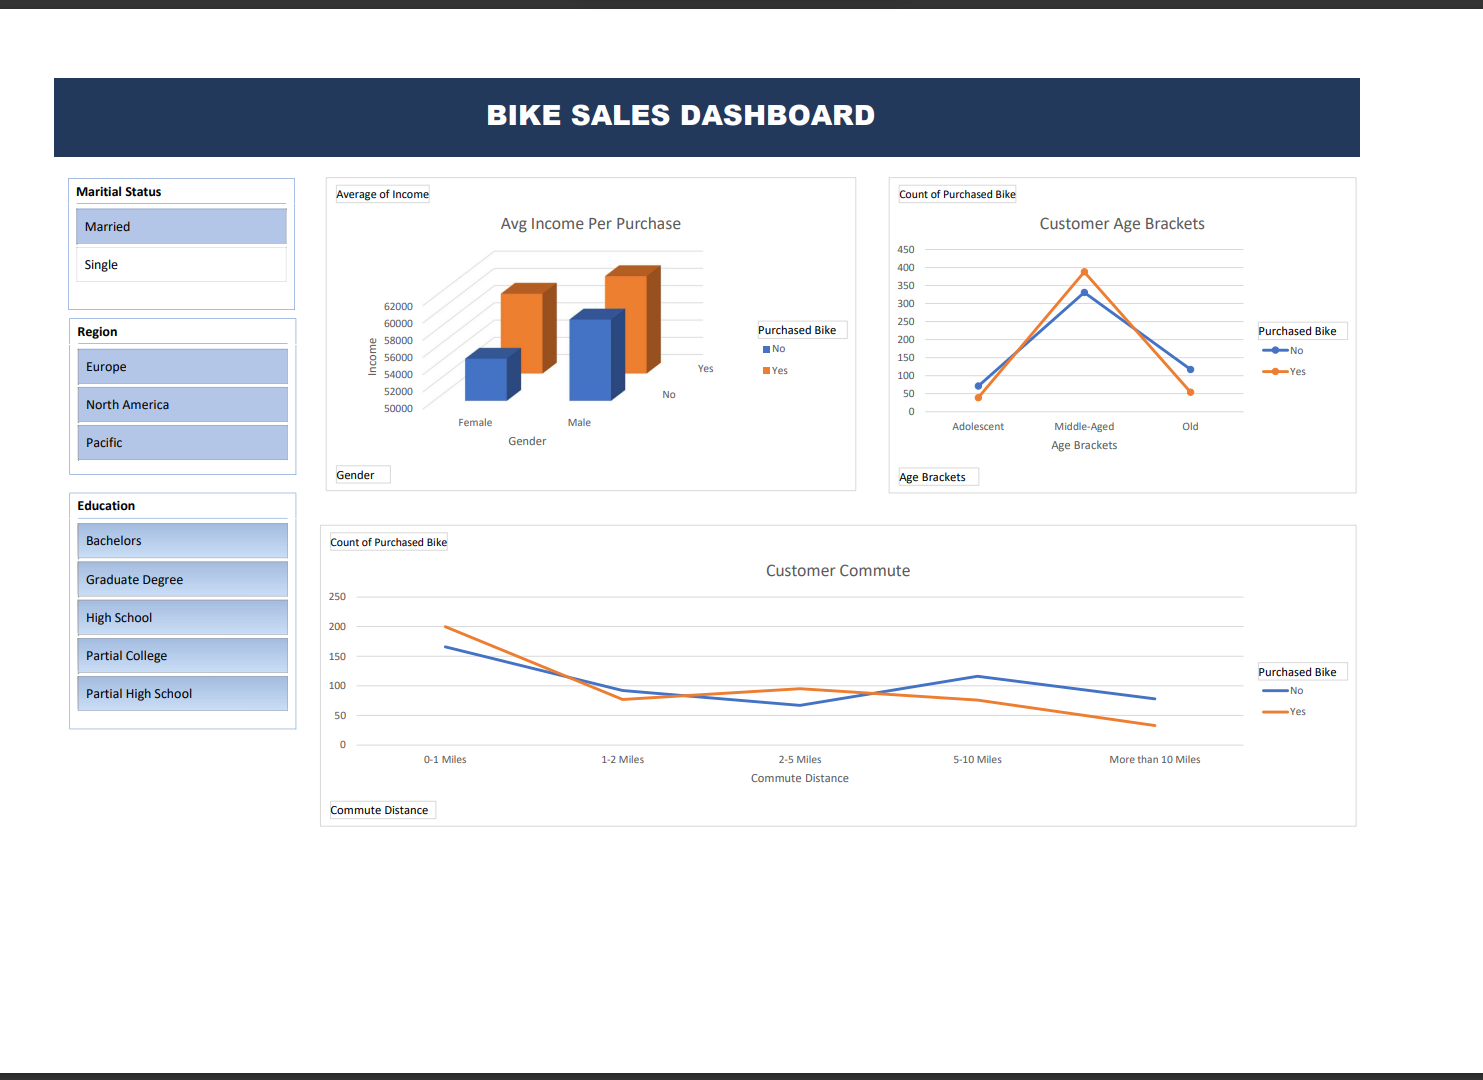 BIKE SALES DASHBOARD
Maritial Status
Married
Single
Region
Europe
North America
Pacific
Education
Bachelors
Graduate Degree
High School
Partial College
Partial High School
Average of Income
Avg Income Per Purchase
62000
60000
58000
56000
54000
52000
50000
Income
Female
Male
Gender
No
Yes
Purchased Bike
No
Yes
Gender
Count of Purchased Bike
Customer Age Brackets
450
400
350
300
250
200
150
100
50
0
Adolescent
Middle-Aged
Old
Age Brackets
Purchased Bike
No
Yes
Age Brackets
Count of Purchased Bike
Customer Commute
250
200
150
100
50
0
0-1 Miles
1-2 Miles
2-5 Miles
5-10 Miles
More than 10 Miles
Commute Distance
Purchased Bike
No
Yes
Commute Distance